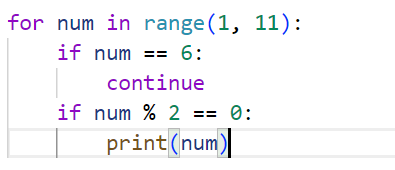 for num in range(1, 11):
    if num == 6:
        continue
    if num % 2 == 0:
        print(num)